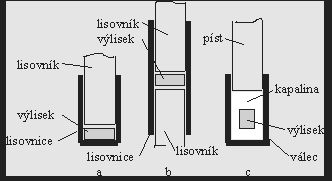 lisovník
výlisek
lisovník
píst
kapalina
výlisek
lisovnice
výlisek
lisovnice
lisovník
válec
a
b
c